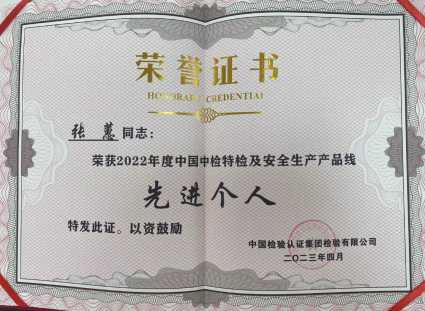 荣誉证书
HONORARY CREDENTIAL
张蕙同志：
荣获2022年度中国中检特检及安全生产产品线
先进个人
特发此证。以资鼓励
中国检验认证集团检验有限公司
二〇二三年四月